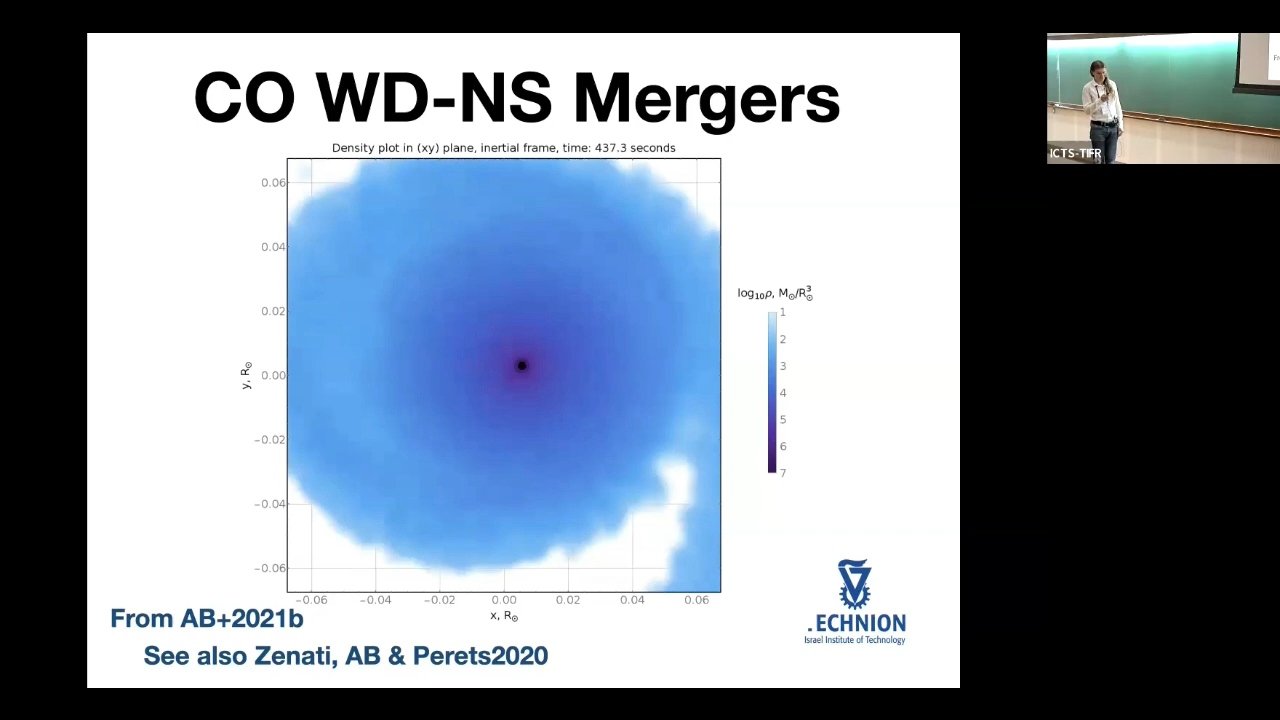 CO WD-NS Mergers
Density plot in (xy) plane, inertial frame, time: 437.3 seconds
0.06
0.04
0.02
0.00
−0.02
−0.04
−0.06
y, R⊙
−0.06 −0.04 −0.02 0.00 0.02 0.04 0.06
x, R⊙
log₁₀ρ, M⊙/R⊙³
1
2
3
4
5
6
7
From AB+2021b
See also Zenati, AB & Perets2020
.ECHNION
Israel Institute of Technology
ICTS-TIFR